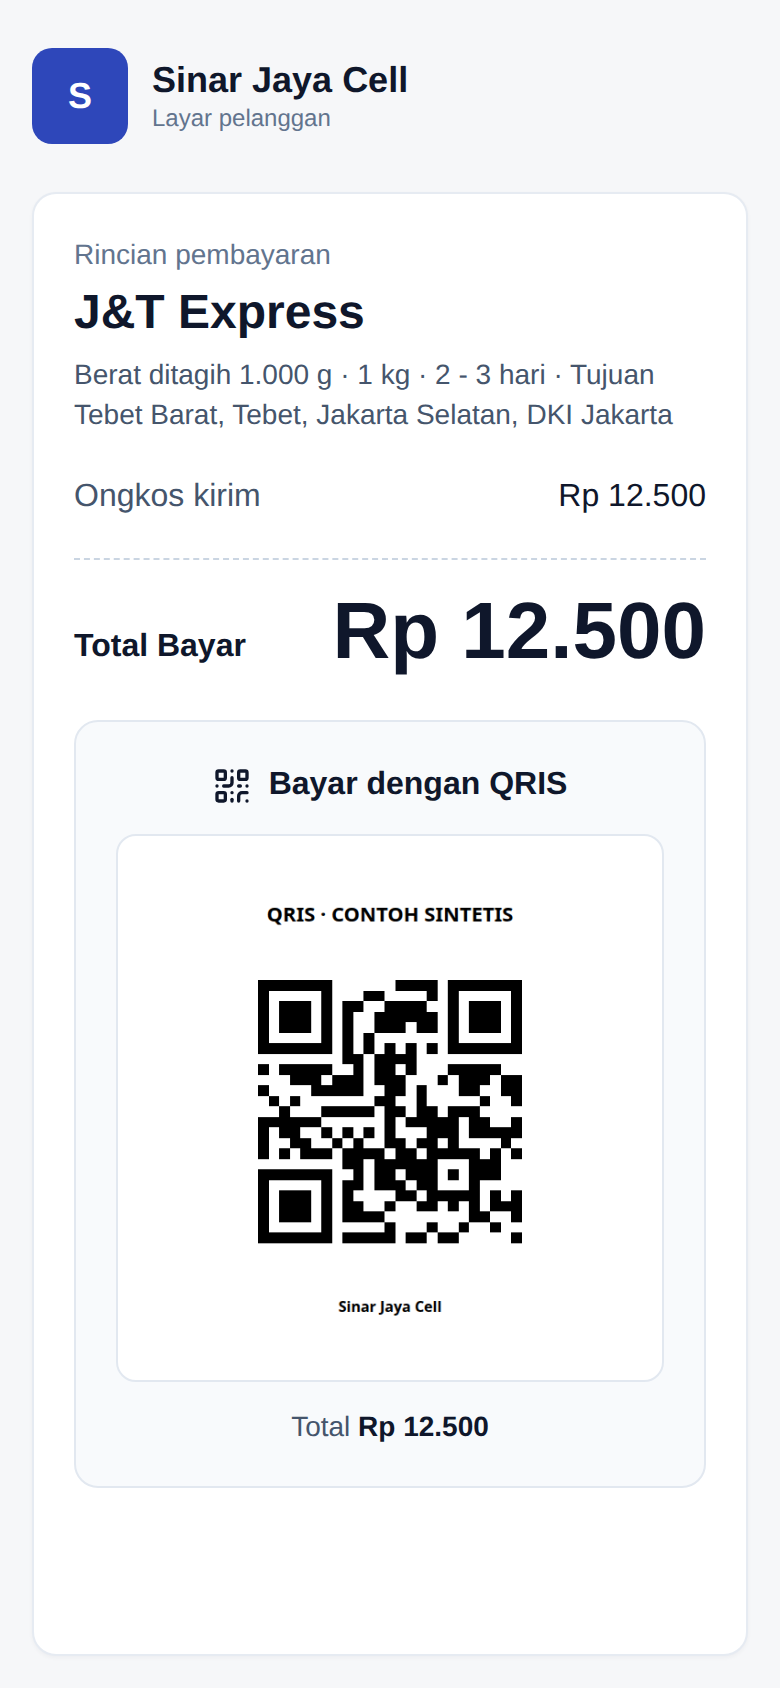 S
Sinar Jaya Cell
Layar pelanggan
Rincian pembayaran
J&T Express
Berat ditagih 1.000 g · 1 kg · 2 - 3 hari · Tujuan
Tebet Barat, Tebet, Jakarta Selatan, DKI Jakarta
Ongkos kirim Rp 12.500
Total Bayar Rp 12.500
Bayar dengan QRIS
QRIS · CONTOH SINTETIS
Sinar Jaya Cell
Total Rp 12.500